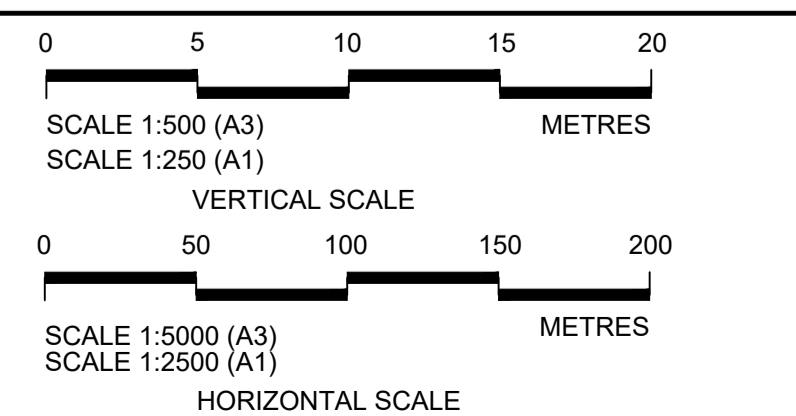 0 5 10 15 20
SCALE 1:500 (A3) METRES
SCALE 1:250 (A1)
VERTICAL SCALE
0 50 100 150 200
SCALE 1:5000 (A3) METRES
SCALE 1:2500 (A1)
HORIZONTAL SCALE